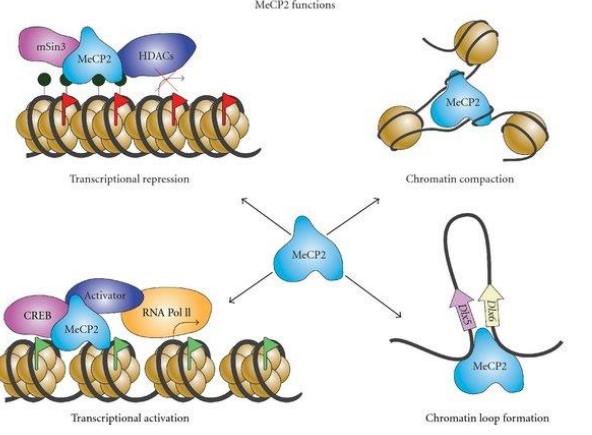 MeCP2 functions
mSin3
MeCP2
HDACs
Transcriptional repression
MeCP2
Chromatin compaction
MeCP2
CREB
Activator
MeCP2
RNA Pol II
Transcriptional activation
Dlx5
Dlx6
MeCP2
Chromatin loop formation